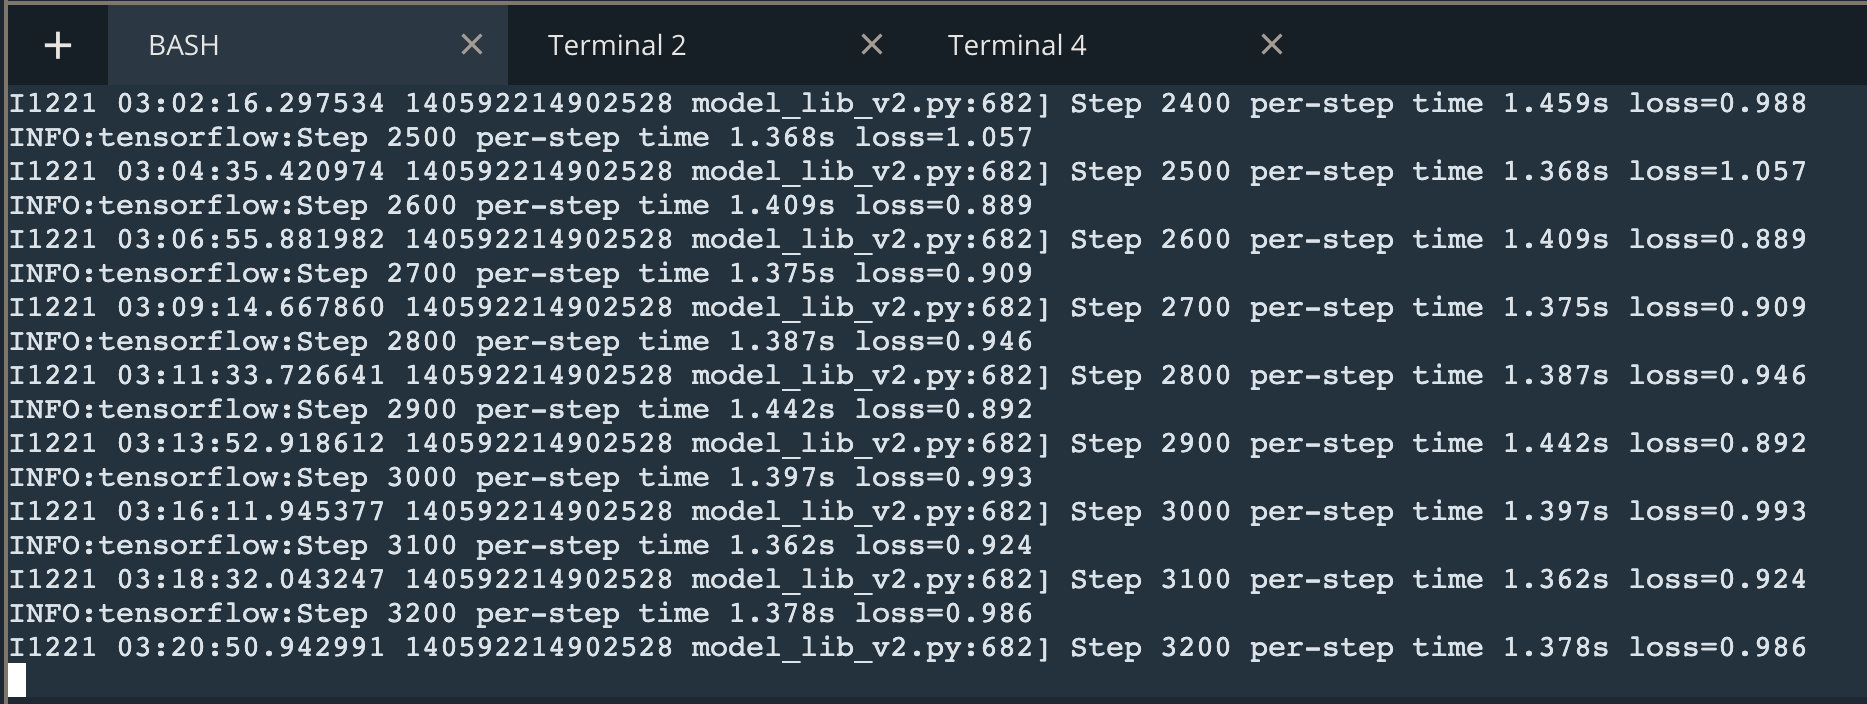 + BASH × Terminal 2 × Terminal 4 ×
I1221 03:02:16.297534 140592214902528 model_lib_v2.py:682] Step 2400 per-step time 1.459s loss=0.988
INFO:tensorflow:Step 2500 per-step time 1.368s loss=1.057
I1221 03:04:35.420974 140592214902528 model_lib_v2.py:682] Step 2500 per-step time 1.368s loss=1.057
INFO:tensorflow:Step 2600 per-step time 1.409s loss=0.889
I1221 03:06:55.881982 140592214902528 model_lib_v2.py:682] Step 2600 per-step time 1.409s loss=0.889
INFO:tensorflow:Step 2700 per-step time 1.375s loss=0.909
I1221 03:09:14.667860 140592214902528 model_lib_v2.py:682] Step 2700 per-step time 1.375s loss=0.909
INFO:tensorflow:Step 2800 per-step time 1.387s loss=0.946
I1221 03:11:33.726641 140592214902528 model_lib_v2.py:682] Step 2800 per-step time 1.387s loss=0.946
INFO:tensorflow:Step 2900 per-step time 1.442s loss=0.892
I1221 03:13:52.918612 140592214902528 model_lib_v2.py:682] Step 2900 per-step time 1.442s loss=0.892
INFO:tensorflow:Step 3000 per-step time 1.397s loss=0.993
I1221 03:16:11.945377 140592214902528 model_lib_v2.py:682] Step 3000 per-step time 1.397s loss=0.993
INFO:tensorflow:Step 3100 per-step time 1.362s loss=0.924
I1221 03:18:32.043247 140592214902528 model_lib_v2.py:682] Step 3100 per-step time 1.362s loss=0.924
INFO:tensorflow:Step 3200 per-step time 1.378s loss=0.986
I1221 03:20:50.942991 140592214902528 model_lib_v2.py:682] Step 3200 per-step time 1.378s loss=0.986